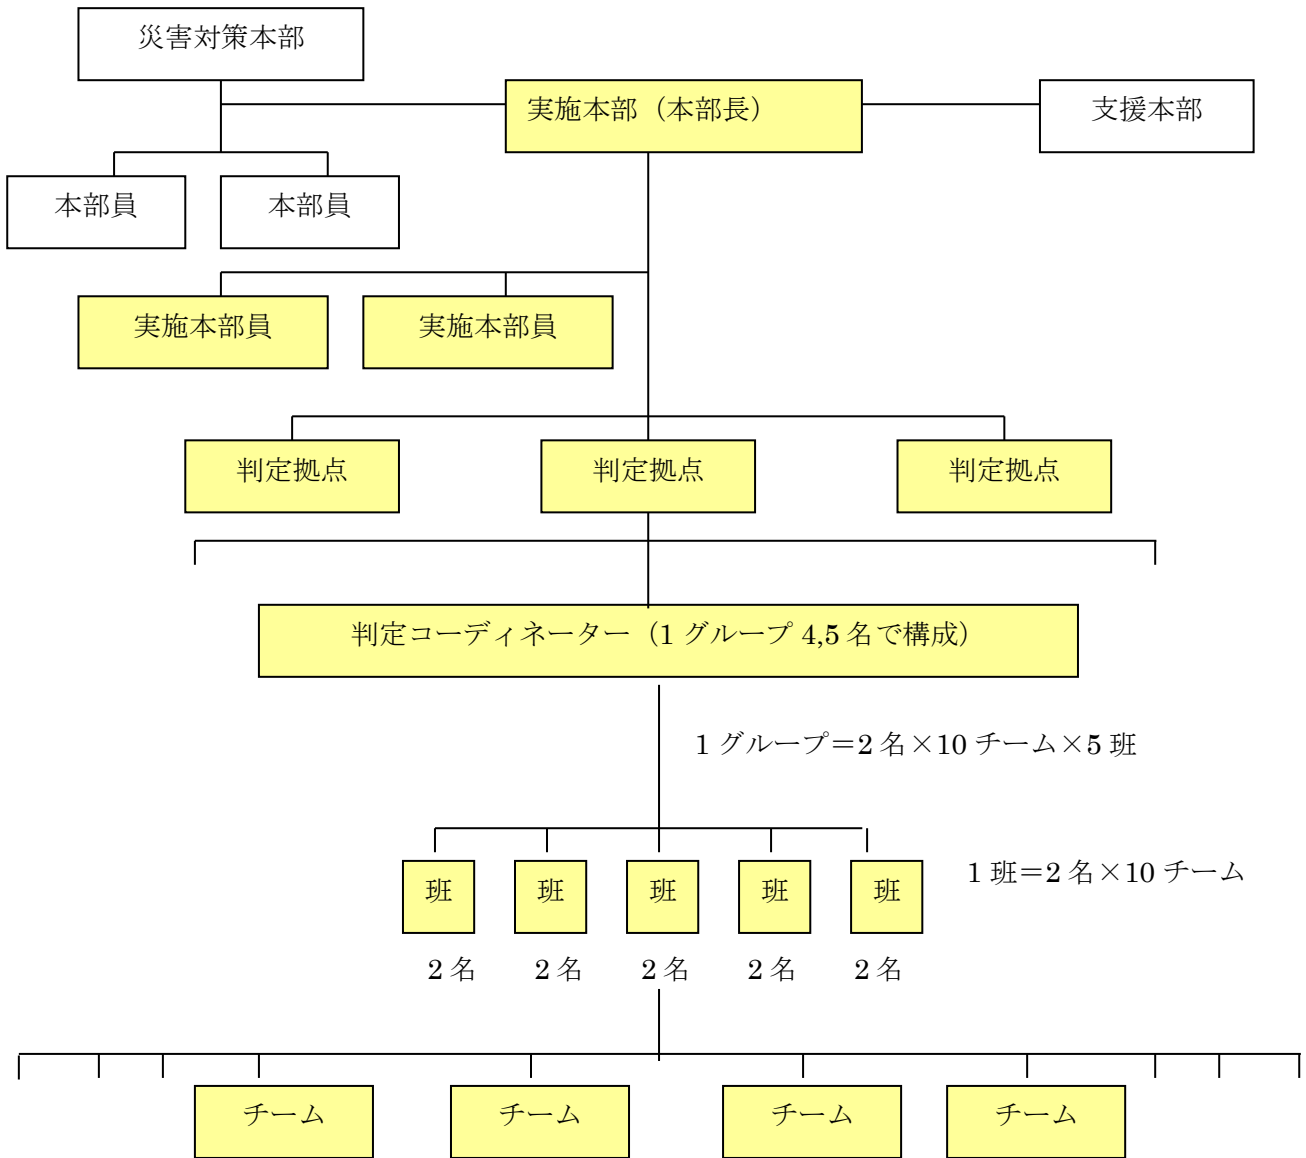 災害対策本部
実施本部（本部長）
支援本部
本部員
本部員
実施本部員
実施本部員
判定拠点
判定拠点
判定拠点
判定コーディネーター（1 グループ 4,5 名で構成）
1 グループ＝2 名×10 チーム×5 班
班
班
班
班
班
1 班＝2 名×10 チーム
2 名
2 名
2 名
2 名
2 名
チーム
チーム
チーム
チーム